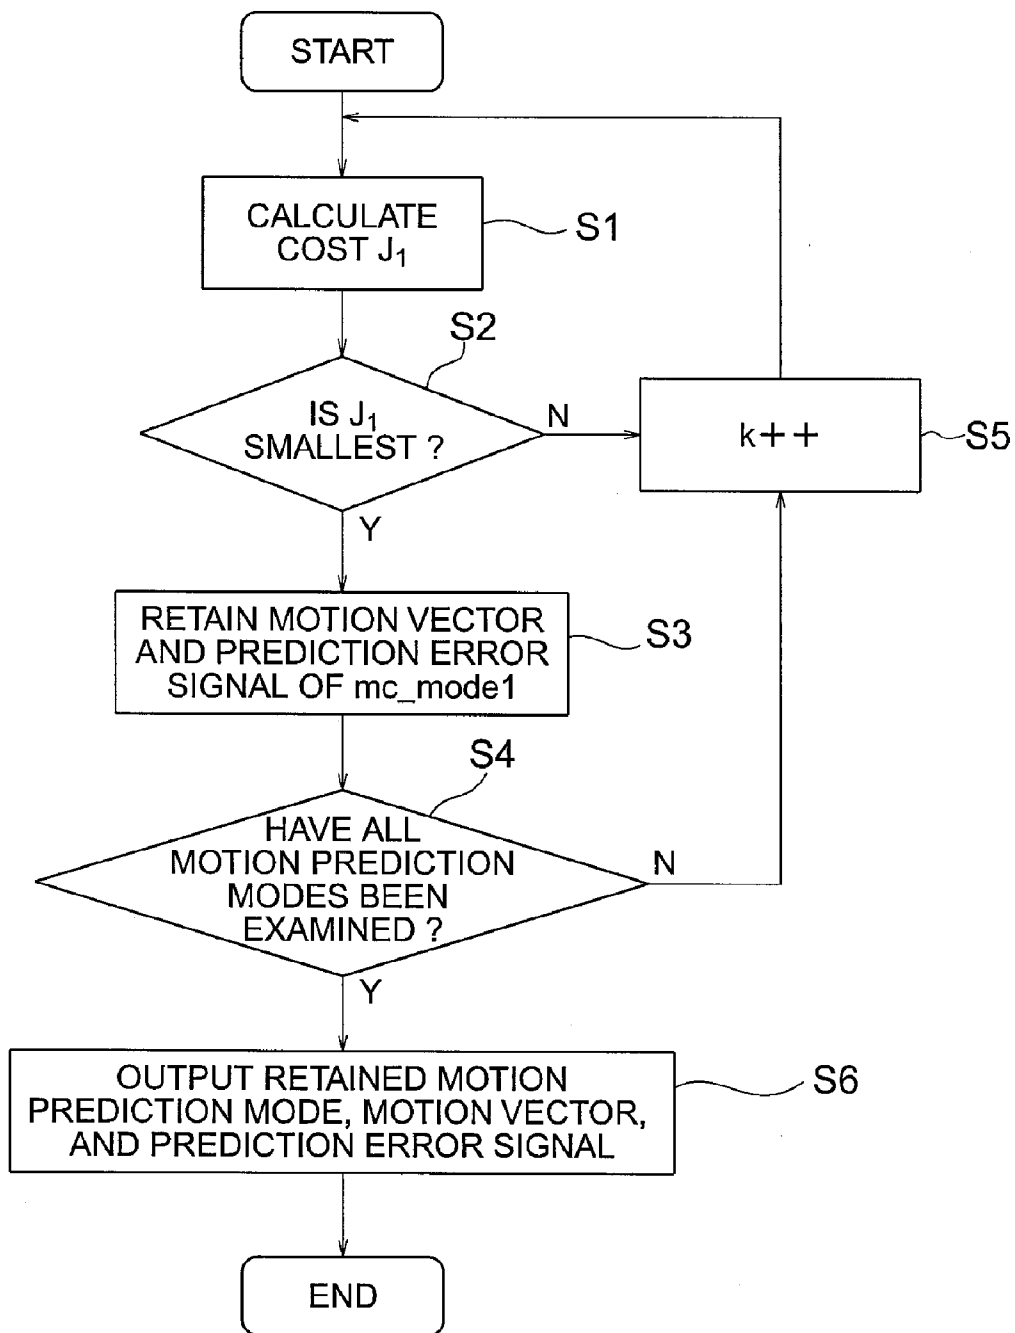 START
CALCULATE
COST J₁
S1
S2
IS J₁
SMALLEST ?
N
Y
k++
S5
RETAIN MOTION VECTOR
AND PREDICTION ERROR
SIGNAL OF mc_mode1
S3
S4
HAVE ALL
MOTION PREDICTION
MODES BEEN
EXAMINED ?
N
Y
OUTPUT RETAINED MOTION
PREDICTION MODE, MOTION VECTOR,
AND PREDICTION ERROR SIGNAL
S6
END